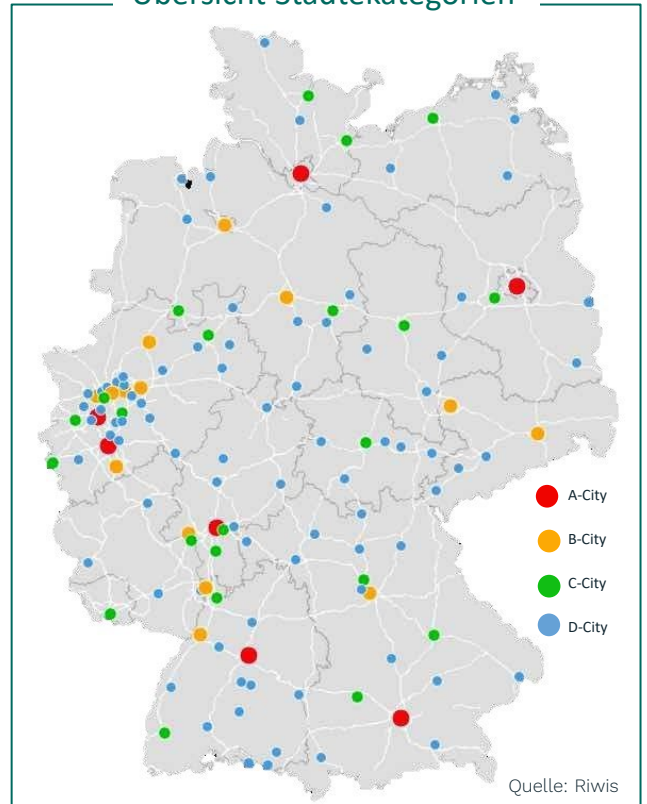 Übersicht Städtekategorien
A-City
B-City
C-City
D-City
Quelle: Riwis